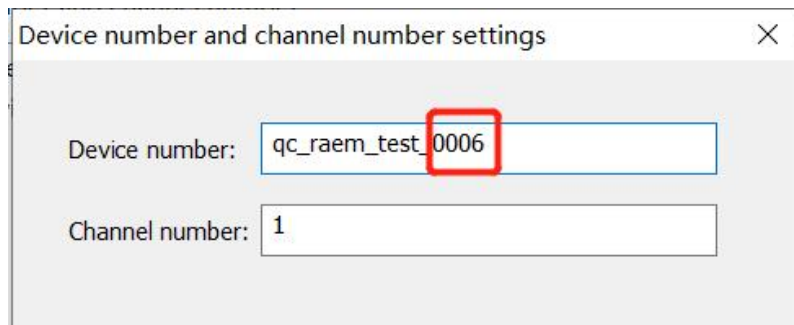 Device number and channel number settings
Device number: qc_raem_test_0006
Channel number: 1